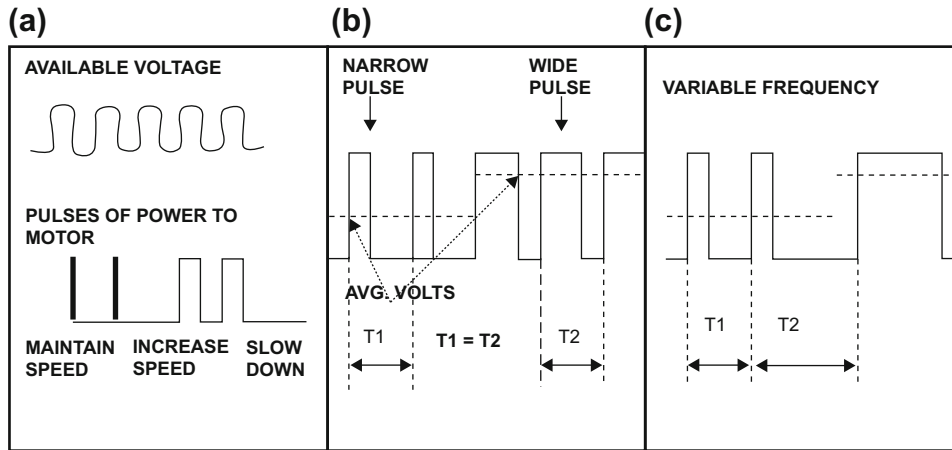 (a)
AVAILABLE VOLTAGE
PULSES OF POWER TO
MOTOR
MAINTAIN
SPEED
INCREASE
SPEED
SLOW
DOWN
(b)
NARROW
PULSE
WIDE
PULSE
AVG. VOLTS
T1
T1 = T2
T2
(c)
VARIABLE FREQUENCY
T1
T2